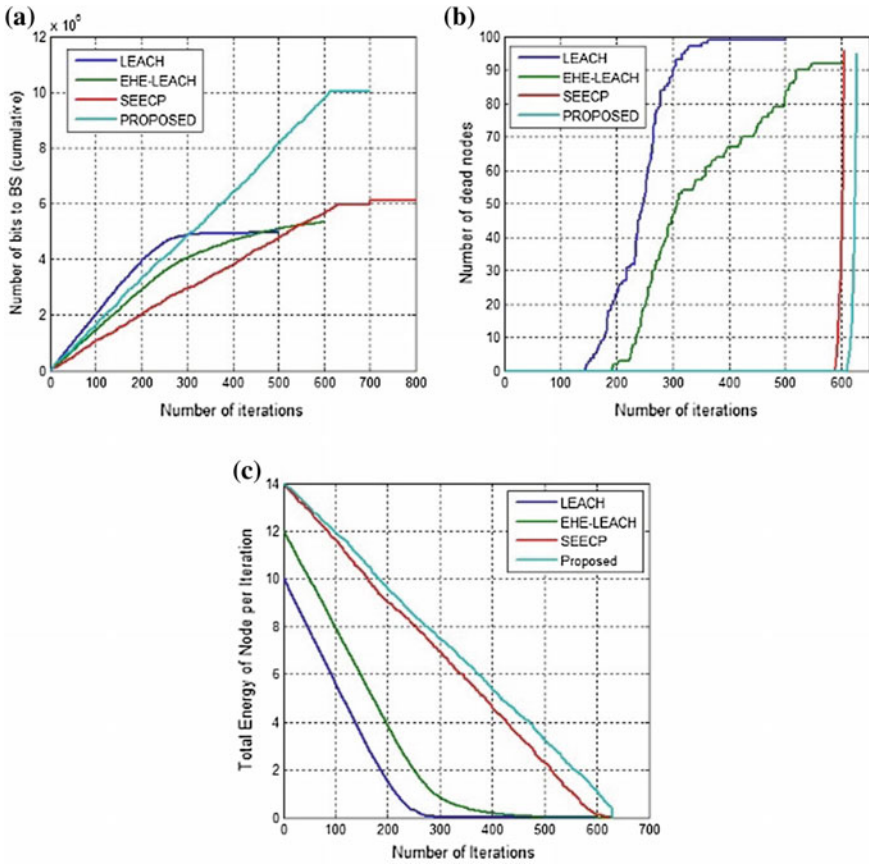 (a)
× 10⁶
12
10
8
6
4
2
0
Number of bits to BS (cumulative)
LEACH
EHE-LEACH
SEECP
PROPOSED
0 100 200 300 400 500 600 700 800
Number of iterations
(b)
100
90
80
70
60
50
40
30
20
10
0
Number of dead nodes
LEACH
EHE-LEACH
SEECP
PROPOSED
0 100 200 300 400 500 600
Number of iterations
(c)
14
12
10
8
6
4
2
0
Total Energy of Node per Iteration
LEACH
EHE-LEACH
SEECP
Proposed
0 100 200 300 400 500 600 700
Number of Iterations